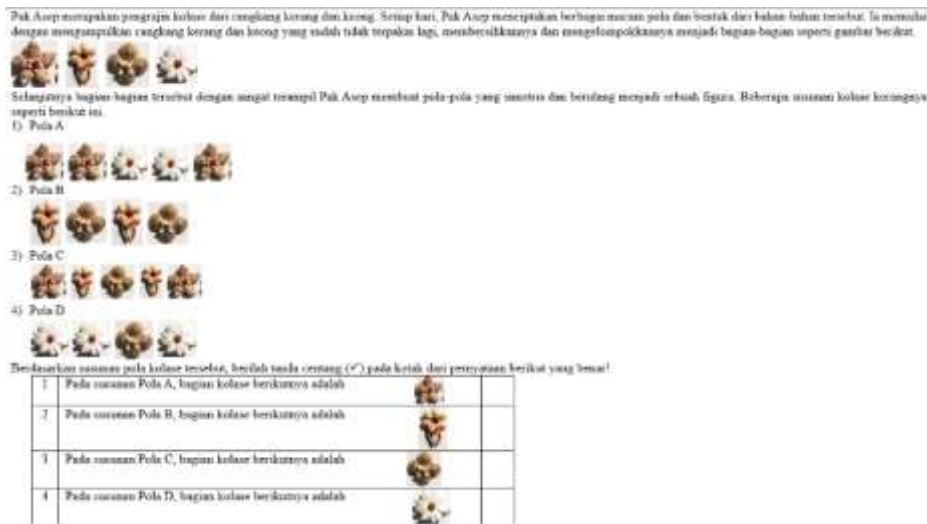 Pak Asep merupakan pengrajin kolase dari cangkang kerang dan keong. Setiap hari, Pak Asep menciptakan berbagai macam pola dan bentuk dari bahan-bahan tersebut. Ia memulai
dengan mengumpulkan cangkang kerang dan keong yang sudah tidak terpakai lagi, membersihkannya dan mengelompokkannya menjadi bagian-bagian seperti gambar berikut.
Selanjutnya bagian-bagian tersebut dengan sangat terampil Pak Asep membuat pola-pola yang simetris dan berulang menjadi sebuah figura. Beberapa susunan kolase kerangnya
seperti berikut ini.
1) Pola A
2) Pola B
3) Pola C
4) Pola D
Berdasarkan susunan pola kolase tersebut, berilah tanda centang (✓) pada kotak dari pernyataan berikut yang benar!
1 Pada susunan Pola A, bagian kolase berikutnya adalah
2 Pada susunan Pola B, bagian kolase berikutnya adalah
3 Pada susunan Pola C, bagian kolase berikutnya adalah
4 Pada susunan Pola D, bagian kolase berikutnya adalah